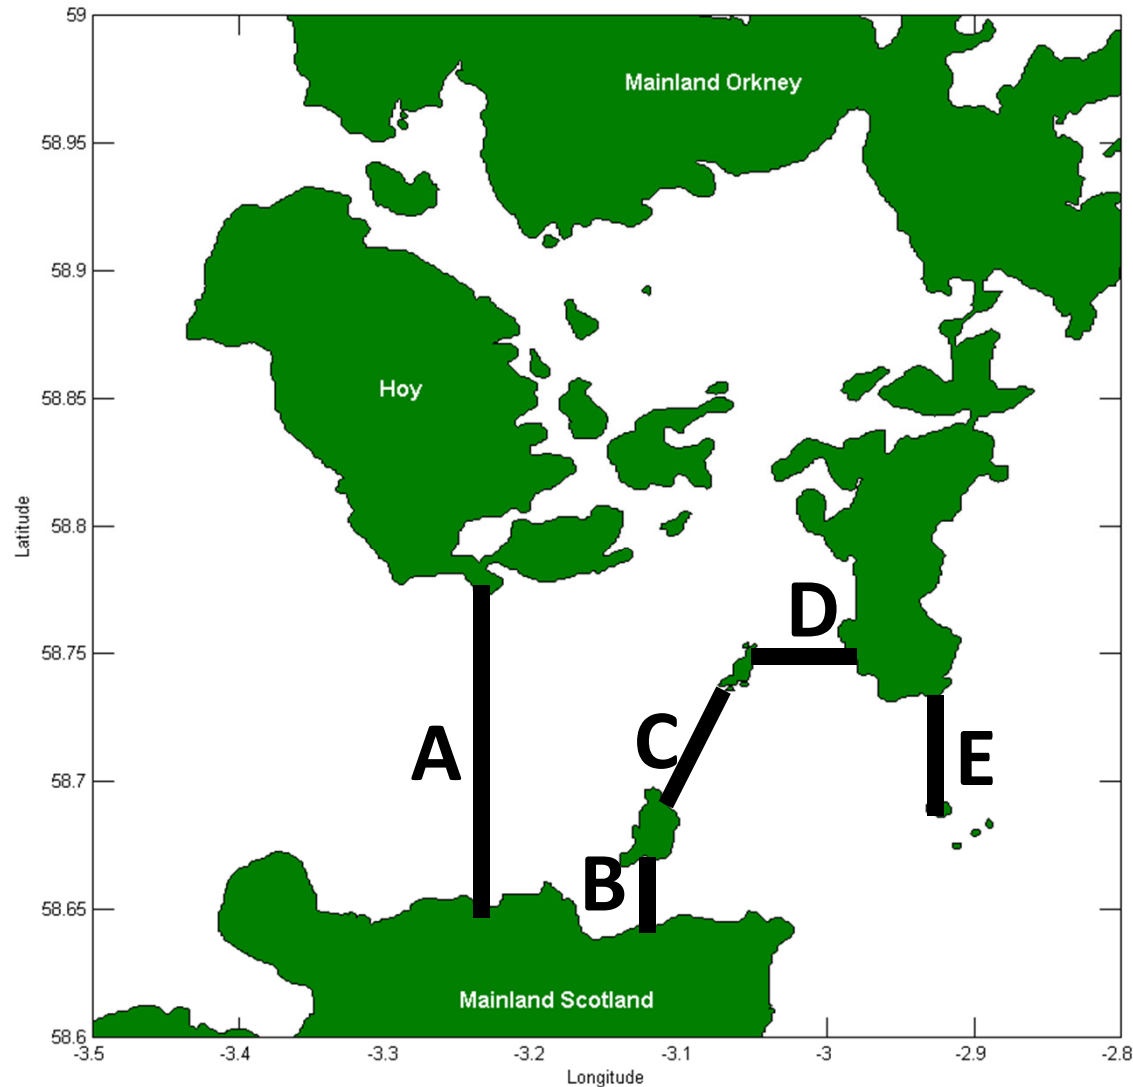 59
Mainland Orkney
58.95
58.9
Hoy
58.85
Latitude
58.8
D
58.75
C
A
E
58.7
B
58.65
Mainland Scotland
58.6
-3.5 -3.4 -3.3 -3.2 -3.1 -3 -2.9 -2.8
Longitude